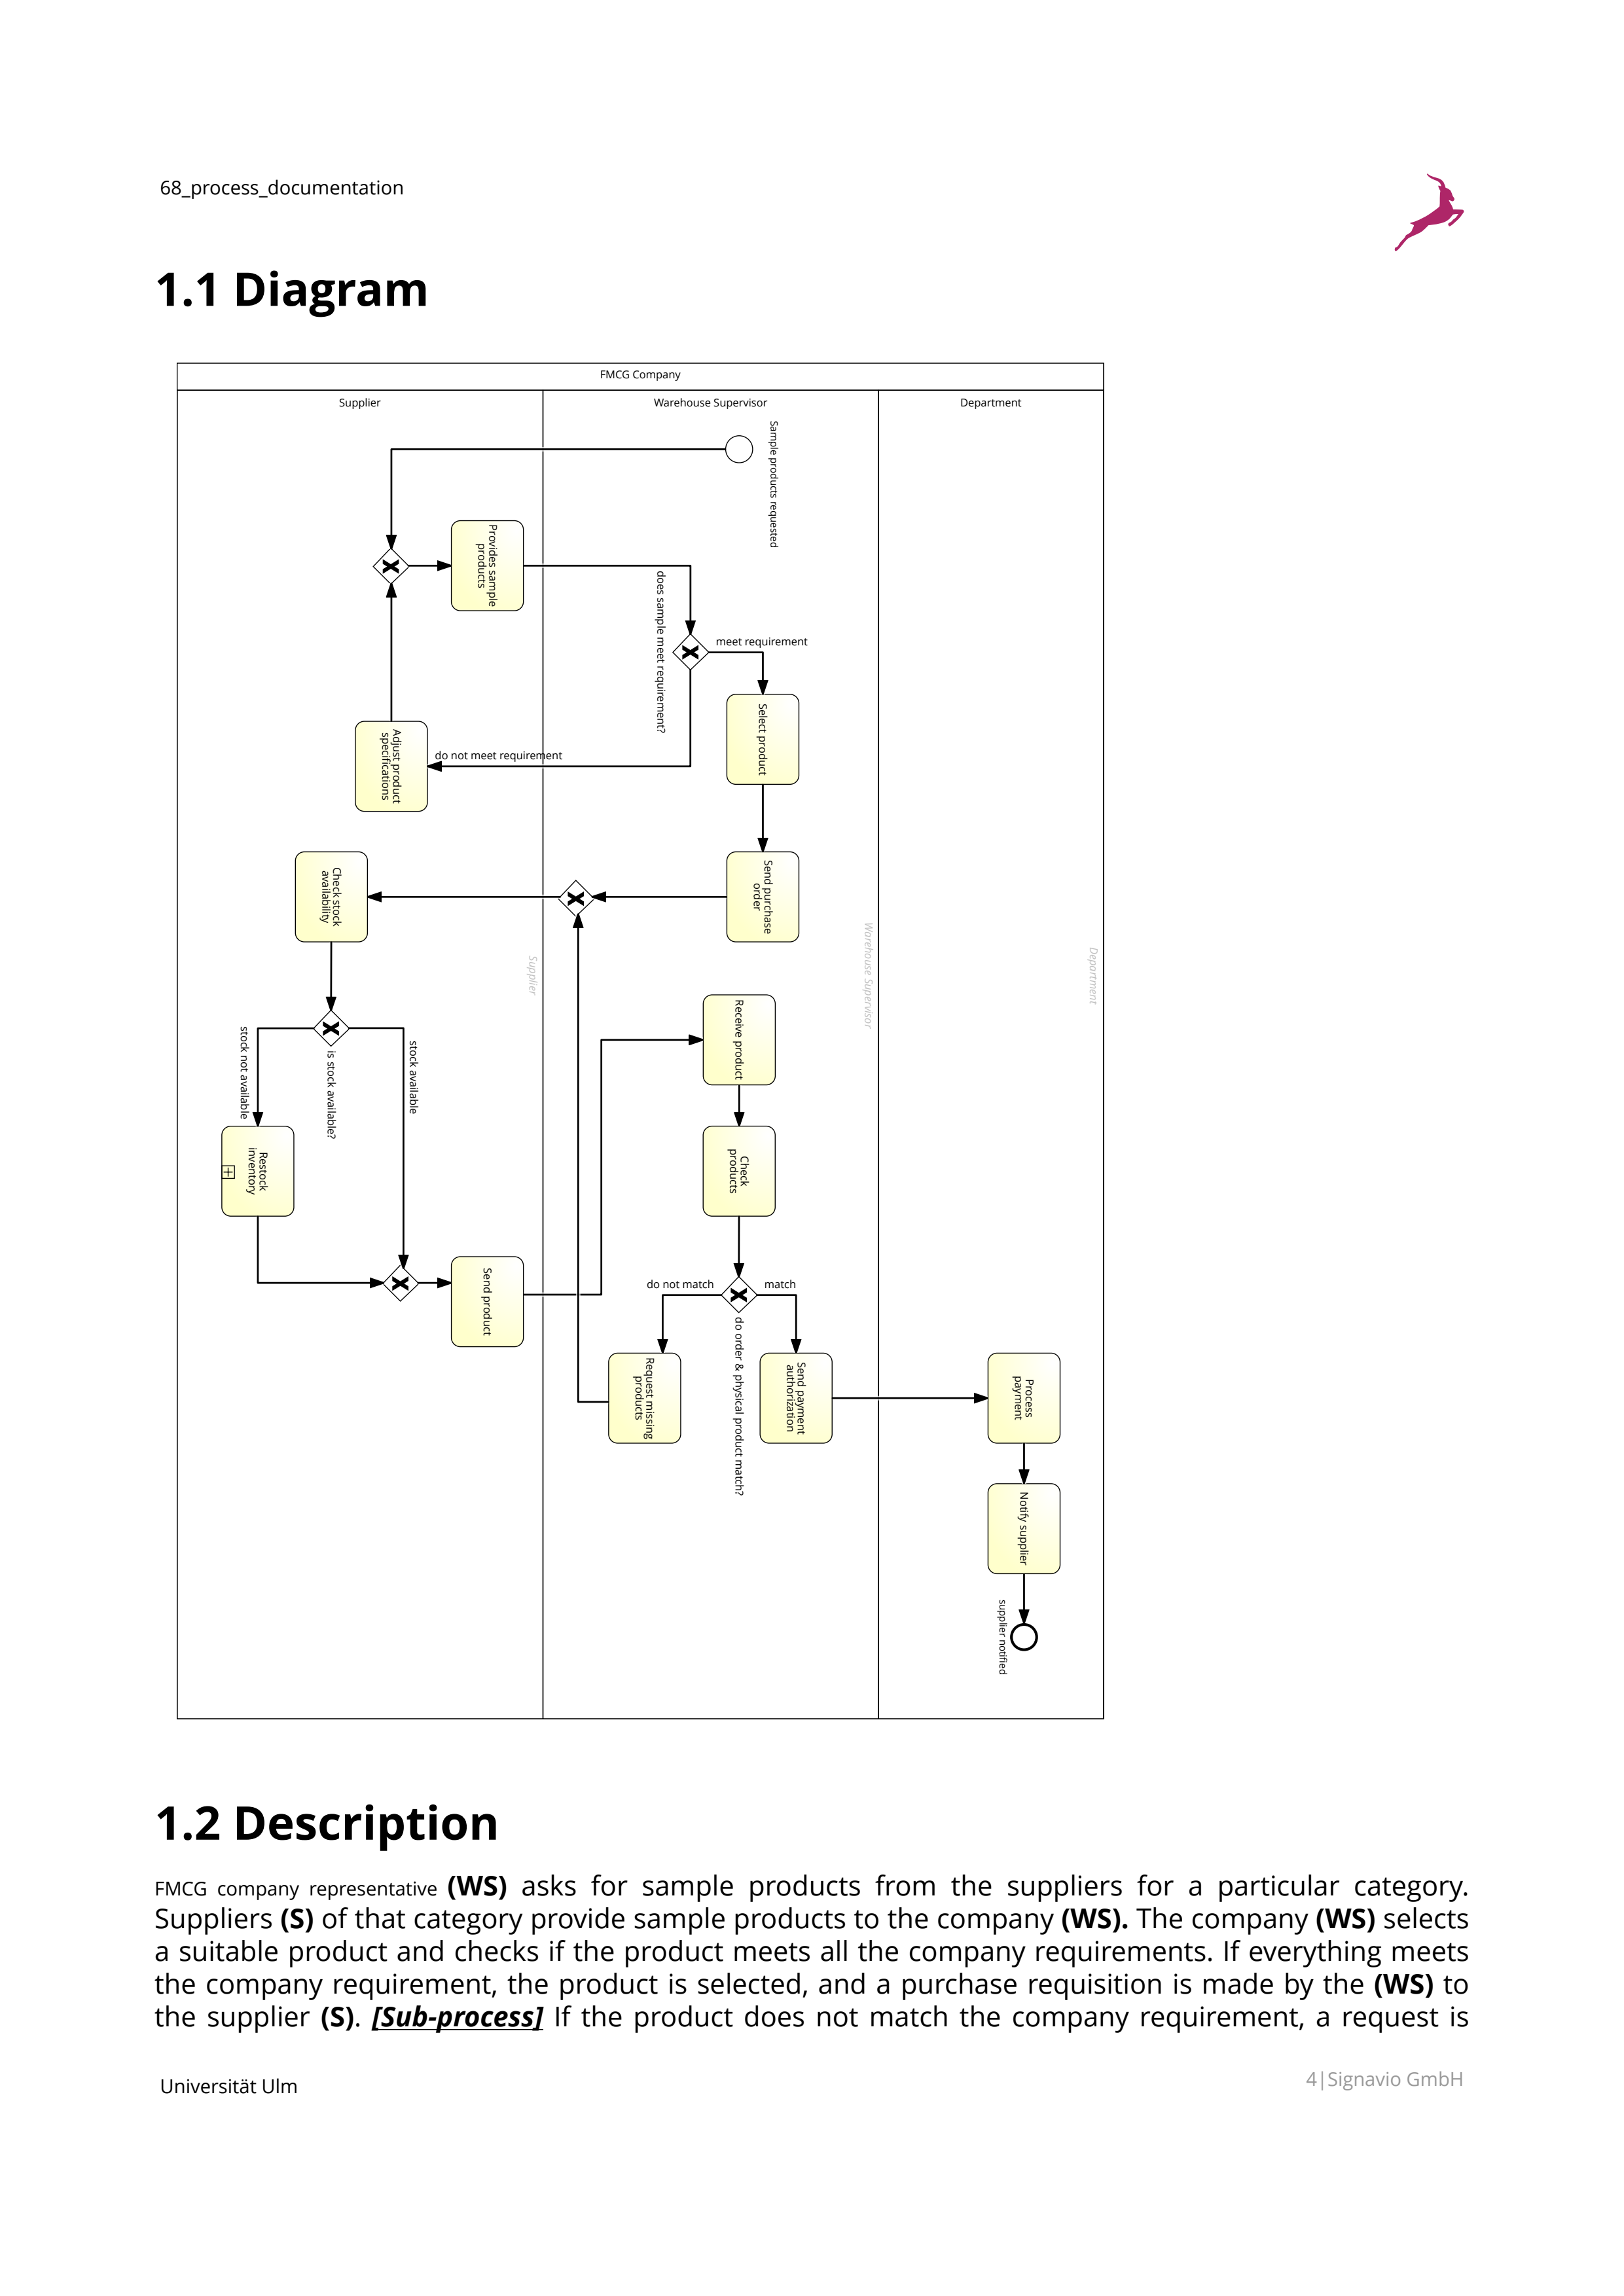 68_process_documentation
1.1 Diagram
FMCG Company
Supplier
Warehouse Supervisor
Department
Sample products requested
Provides sample
products
does sample meet requirement?
meet requirement
Select product
do not meet requirement
Adjust product
specifications
Send purchase
order
Check stock
availability
Supplier
Warehouse Supervisor
Department
Receive product
stock not available
is stock available?
stock available
Restock
inventory
Check
products
Send product
do not match
match
do order & physical product match?
Request missing
products
Send payment
authorization
Process
payment
Notify supplier
supplier notified
1.2 Description
FMCG company representative (WS) asks for sample products from the suppliers for a particular category.
Suppliers (S) of that category provide sample products to the company (WS). The company (WS) selects
a suitable product and checks if the product meets all the company requirements. If everything meets
the company requirement, the product is selected, and a purchase requisition is made by the (WS) to
the supplier (S). [Sub-process] If the product does not match the company requirement, a request is
Universität Ulm
4|Signavio GmbH